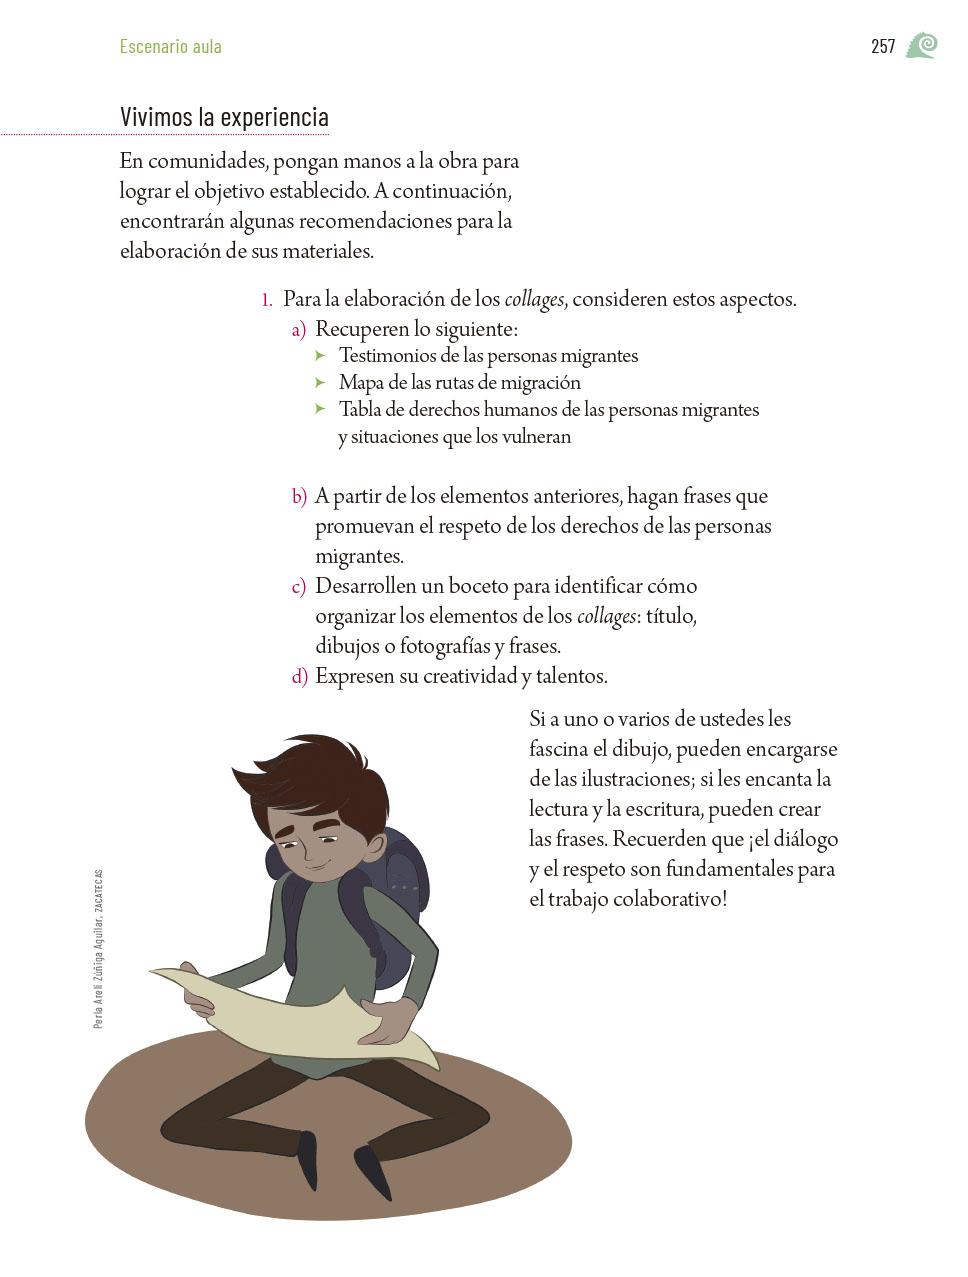 Escenario aula
257
Vivimos la experiencia
En comunidades, pongan manos a la obra para
lograr el objetivo establecido. A continuación,
encontrarán algunas recomendaciones para la
elaboración de sus materiales.
1. Para la elaboración de los collages, consideren estos aspectos.
a) Recuperen lo siguiente:
➤ Testimonios de las personas migrantes
➤ Mapa de las rutas de migración
➤ Tabla de derechos humanos de las personas migrantes
y situaciones que los vulneran
b) A partir de los elementos anteriores, hagan frases que
promuevan el respeto de los derechos de las personas
migrantes.
c) Desarrollen un boceto para identificar cómo
organizar los elementos de los collages: título,
dibujos o fotografías y frases.
d) Expresen su creatividad y talentos.
Si a uno o varios de ustedes les
fascina el dibujo, pueden encargarse
de las ilustraciones; si les encanta la
lectura y la escritura, pueden crear
las frases. Recuerden que ¡el diálogo
y el respeto son fundamentales para
el trabajo colaborativo!
Perla Areli Zúñiga Aguilar, ZACATECAS